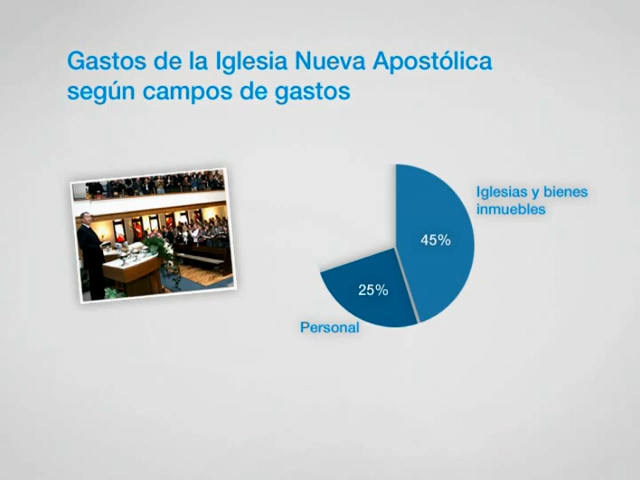 Gastos de la Iglesia Nueva Apostólica
según campos de gastos
Iglesias y bienes
inmuebles
45%
25%
Personal